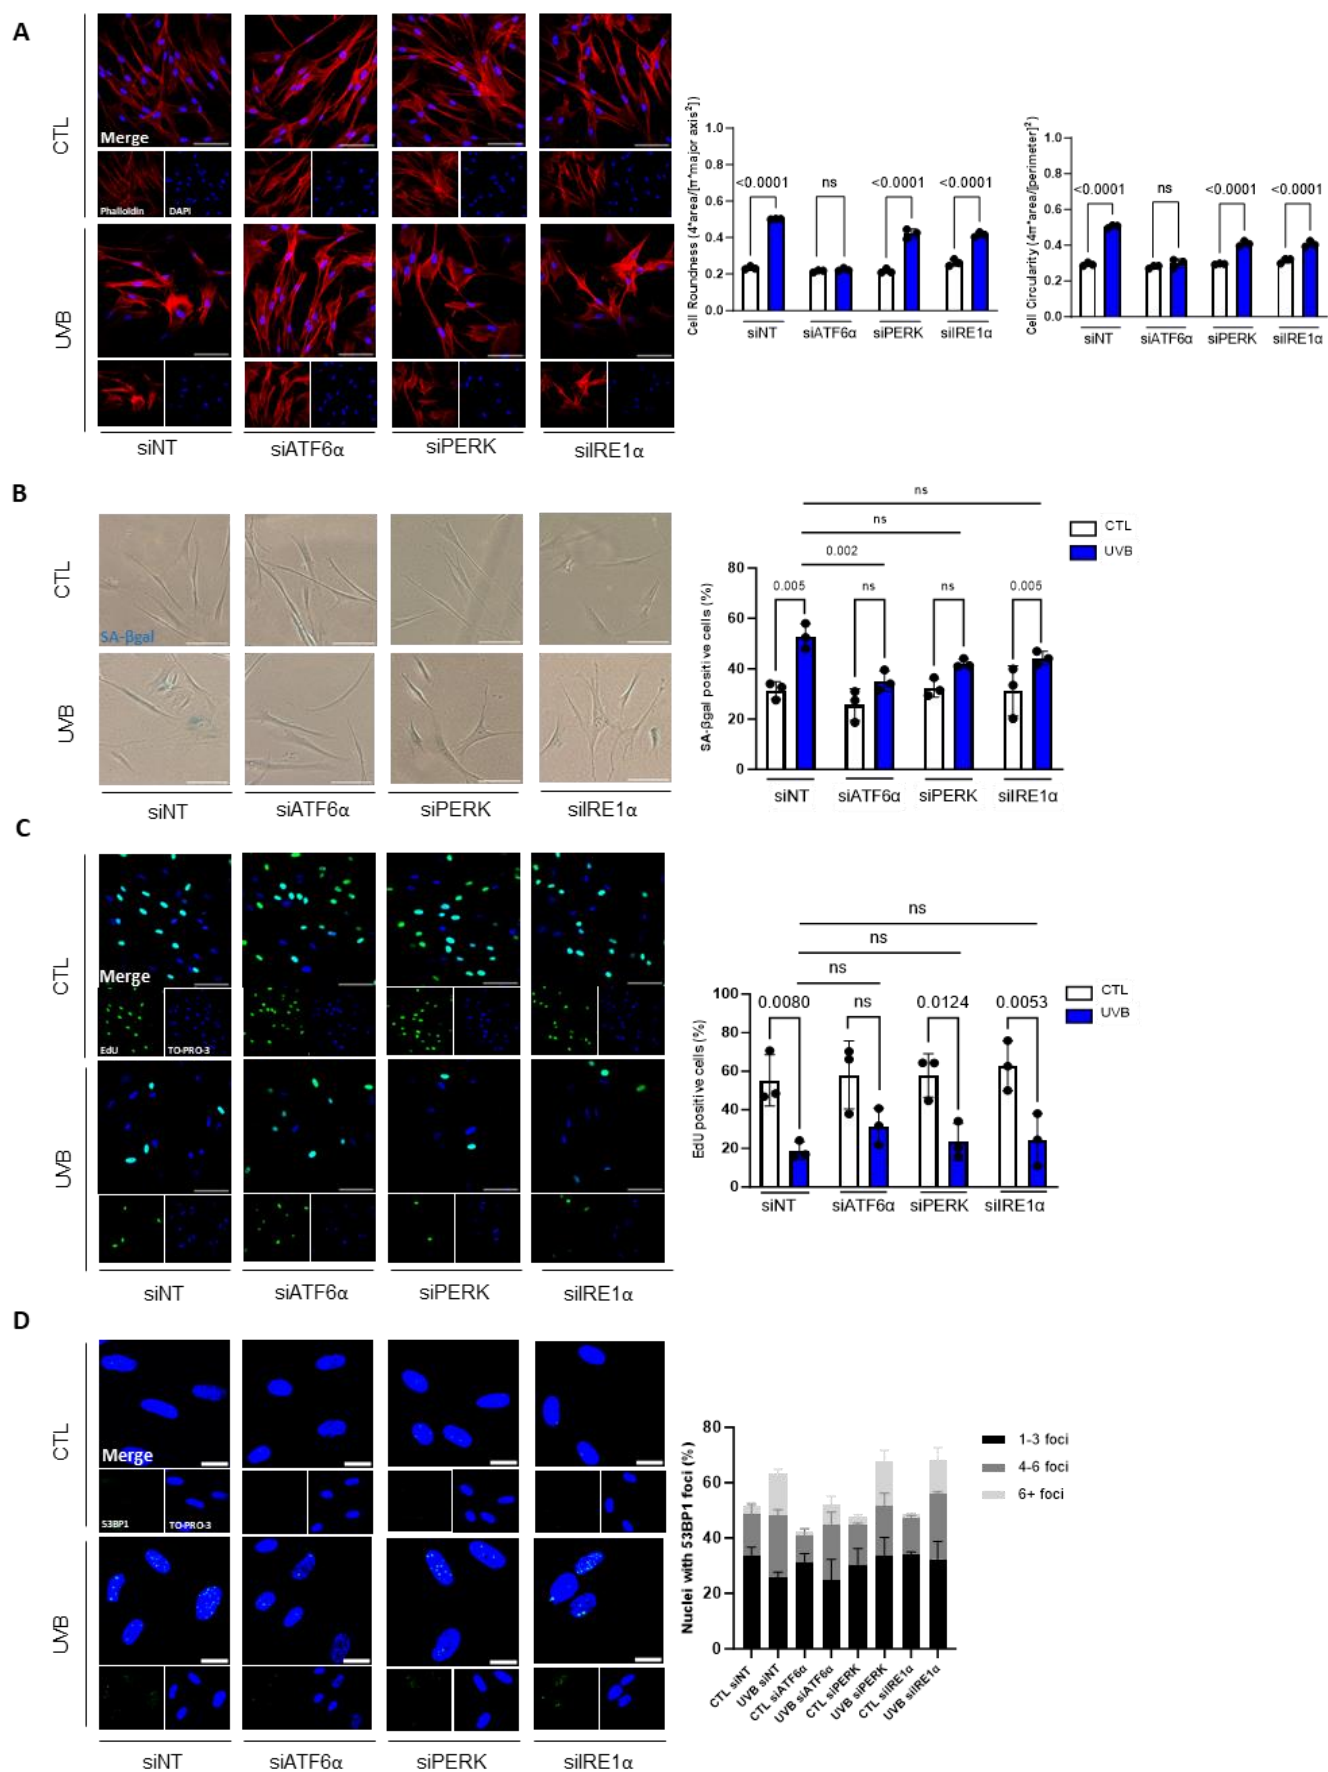 A
CTL
Merge
Phalloidin
DAPI
UVB
siNT
siATF6α
siPERK
siIRE1α
Cell Roundness (4*area/[π*major axis²])
1.0
0.8
0.6
0.4
0.2
0.0
<0.0001
ns
<0.0001
<0.0001
siNT
siATF6α
siPERK
siIRE1α
Cell Circularity (4π*area/[perimeter]²)
1.0
0.8
0.6
0.4
0.2
0.0
<0.0001
ns
<0.0001
<0.0001
siNT
siATF6α
siPERK
siIRE1α
B
CTL
SA-βgal
UVB
siNT
siATF6α
siPERK
siIRE1α
SA-βgal positive cells (%)
80
60
40
20
0
ns
ns
0.002
0.005
ns
ns
0.005
CTL
UVB
siNT
siATF6α
siPERK
siIRE1α
C
CTL
Merge
EdU
TO-PRO-3
UVB
siNT
siATF6α
siPERK
siIRE1α
EdU positive cells (%)
100
80
60
40
20
0
ns
ns
ns
0.0080
ns
0.0124
0.0053
CTL
UVB
siNT
siATF6α
siPERK
siIRE1α
D
CTL
Merge
53BP1
TO-PRO-3
UVB
siNT
siATF6α
siPERK
siIRE1α
Nuclei with 53BP1 foci (%)
80
60
40
20
0
1-3 foci
4-6 foci
6+ foci
CTL siNT
UVB siNT
CTL siATF6α
UVB siATF6α
CTL siPERK
UVB siPERK
CTL siIRE1α
UVB siIRE1α